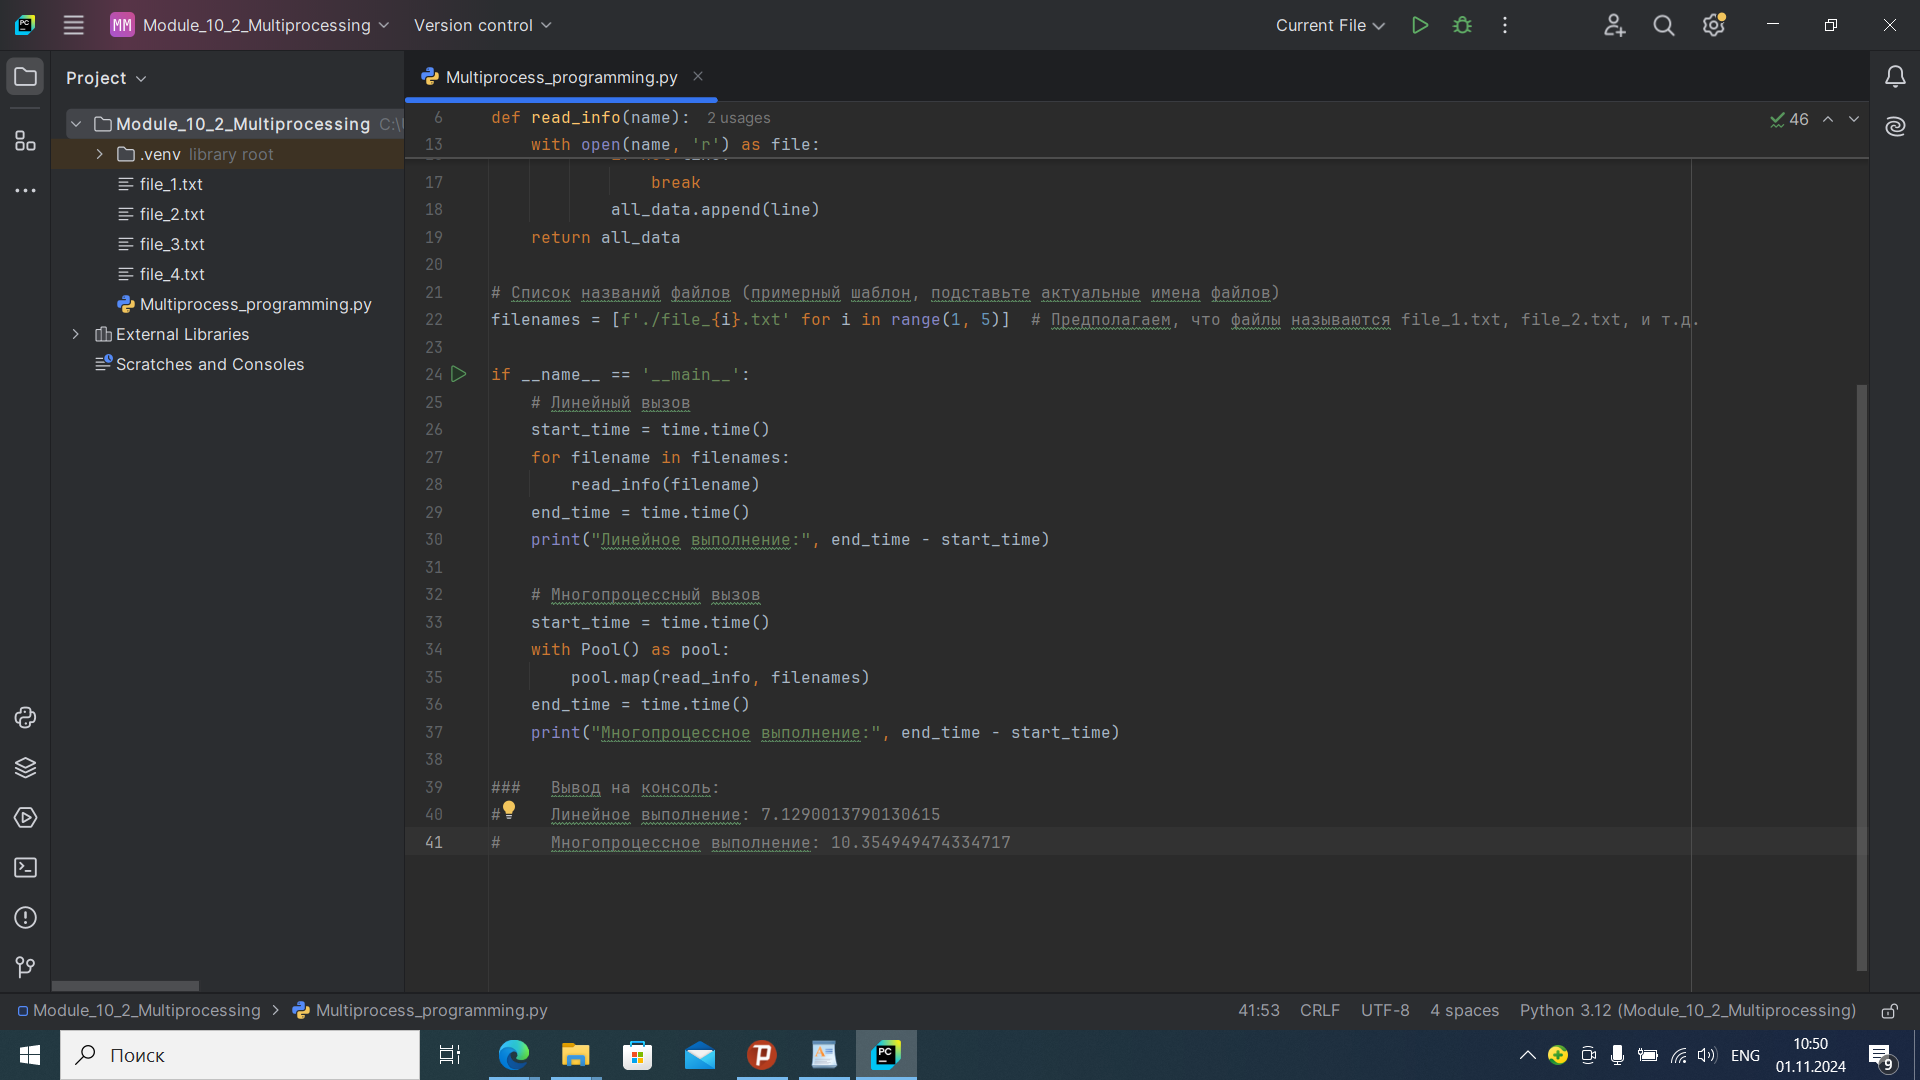 PC
MM Module_10_2_Multiprocessing
Version control
Current File
Project
Multiprocess_programming.py
Module_10_2_Multiprocessing C:\
.venv library root
file_1.txt
file_2.txt
file_3.txt
file_4.txt
Multiprocess_programming.py
External Libraries
Scratches and Consoles
46
6 def read_info(name): 2 usages
13 with open(name, 'r') as file:
17 break
18 all_data.append(line)
19 return all_data
20
21 # Список названий файлов (примерный шаблон, подставьте актуальные имена файлов)
22 filenames = [f'./file_{i}.txt' for i in range(1, 5)]  # Предполагаем, что файлы называются file_1.txt, file_2.txt, и т.д.
23
24 if __name__ == '__main__':
25 # Линейный вызов
26 start_time = time.time()
27 for filename in filenames:
28 read_info(filename)
29 end_time = time.time()
30 print("Линейное выполнение:", end_time - start_time)
31
32 # Многопроцессный вызов
33 start_time = time.time()
34 with Pool() as pool:
35 pool.map(read_info, filenames)
36 end_time = time.time()
37 print("Многопроцессное выполнение:", end_time - start_time)
38
39 ###   Вывод на консоль:
40 #     Линейное выполнение: 7.1290013790130615
41 #     Многопроцессное выполнение: 10.354949474334717
Module_10_2_Multiprocessing > Multiprocess_programming.py
41:53 CRLF UTF-8 4 spaces Python 3.12 (Module_10_2_Multiprocessing)
Поиск
PC
ENG
10:50
01.11.2024
9